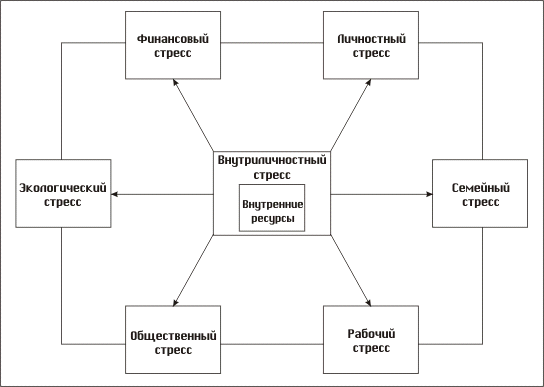 Финансовый
стресс
Личностный
стресс
Внутриличностный
стресс
Внутренние
ресурсы
Экологический
стресс
Семейный
стресс
Общественный
стресс
Рабочий
стресс